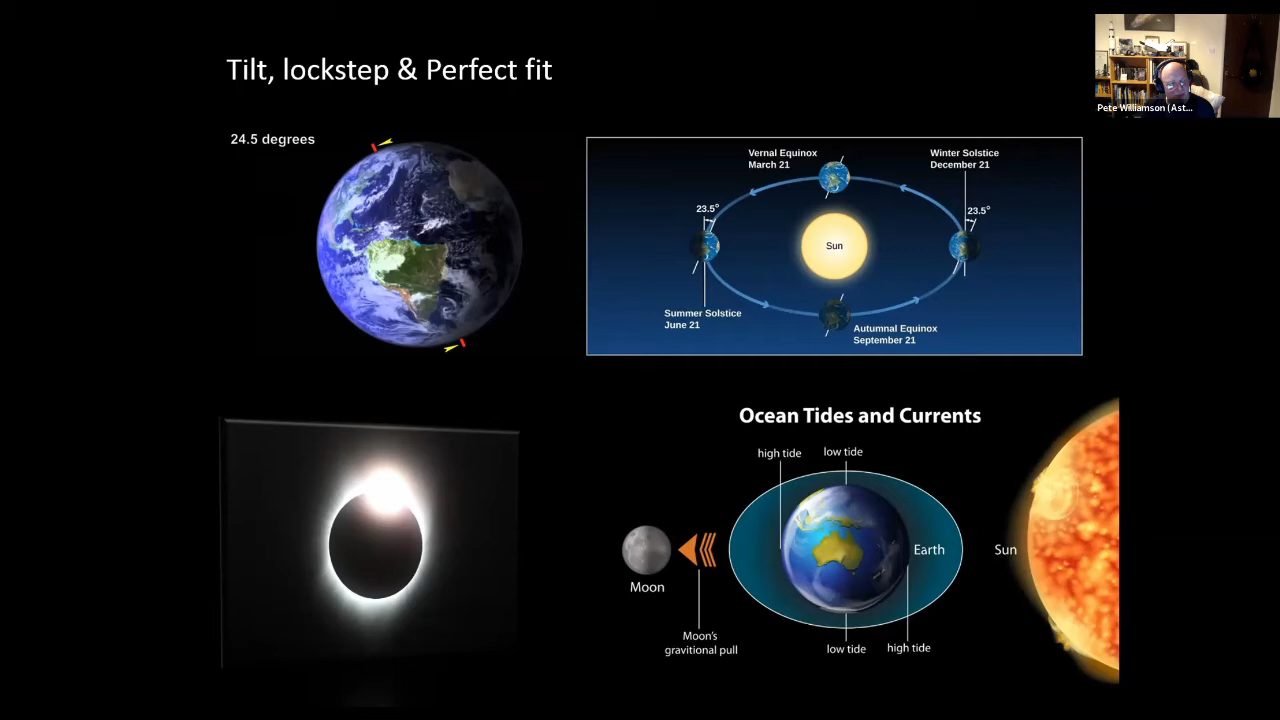 Tilt, lockstep & Perfect fit
Pete Williamson (Ast...
24.5 degrees
Vernal Equinox
March 21
Winter Solstice
December 21
23.5°
23.5°
Sun
Summer Solstice
June 21
Autumnal Equinox
September 21
Ocean Tides and Currents
high tide
low tide
Earth
Sun
Moon
Moon's
gravitional pull
low tide
high tide